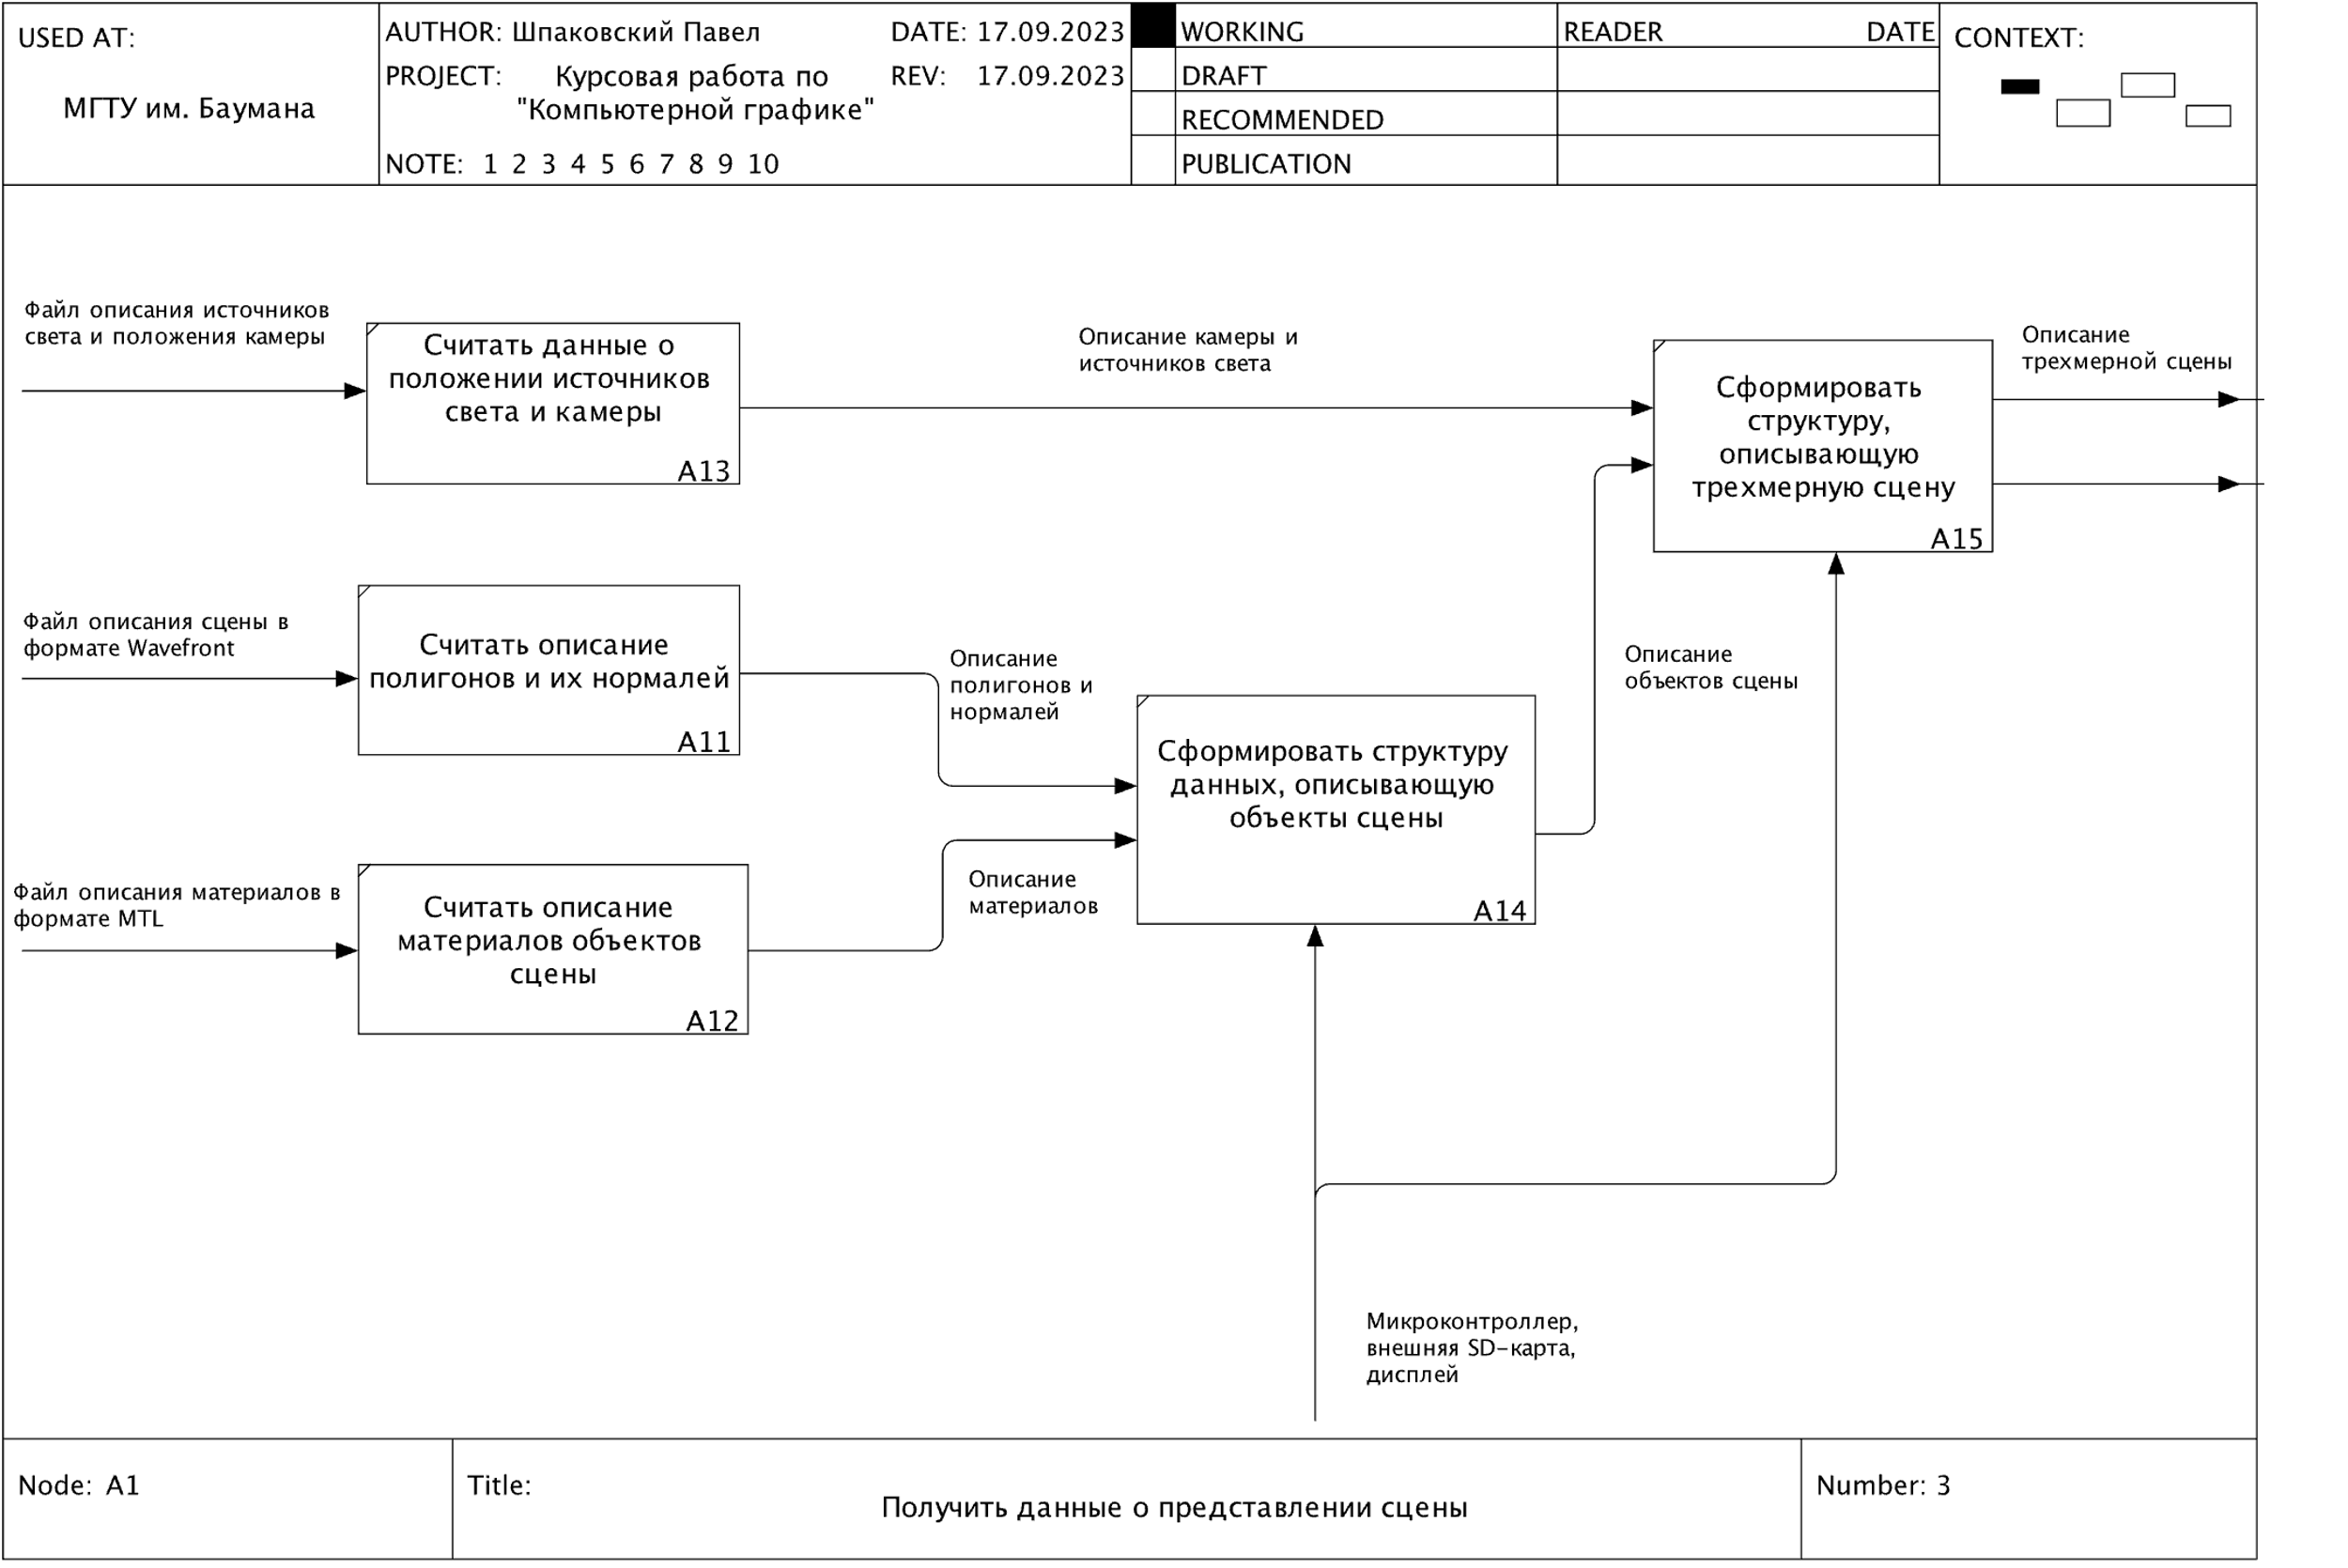 USED AT:
МГТУ им. Баумана
AUTHOR: Шпаковский Павел
DATE: 17.09.2023
PROJECT: Курсовая работа по
"Компьютерной графике"
REV: 17.09.2023
NOTE: 1 2 3 4 5 6 7 8 9 10
WORKING
DRAFT
RECOMMENDED
PUBLICATION
READER DATE
CONTEXT:
Файл описания источников
света и положения камеры
Считать данные о
положении источников
света и камеры
A13
Описание камеры и
источников света
Сформировать
структуру,
описывающую
трехмерную сцену
A15
Описание
трехмерной сцены
Файл описания сцены в
формате Wavefront
Считать описание
полигонов и их нормалей
A11
Описание
полигонов и
нормалей
Сформировать структуру
данных, описывающую
объекты сцены
A14
Описание
объектов сцены
Файл описания материалов в
формате MTL
Считать описание
материалов объектов
сцены
A12
Описание
материалов
Микроконтроллер,
внешняя SD-карта,
дисплей
Node: A1
Title:
Получить данные о представлении сцены
Number: 3